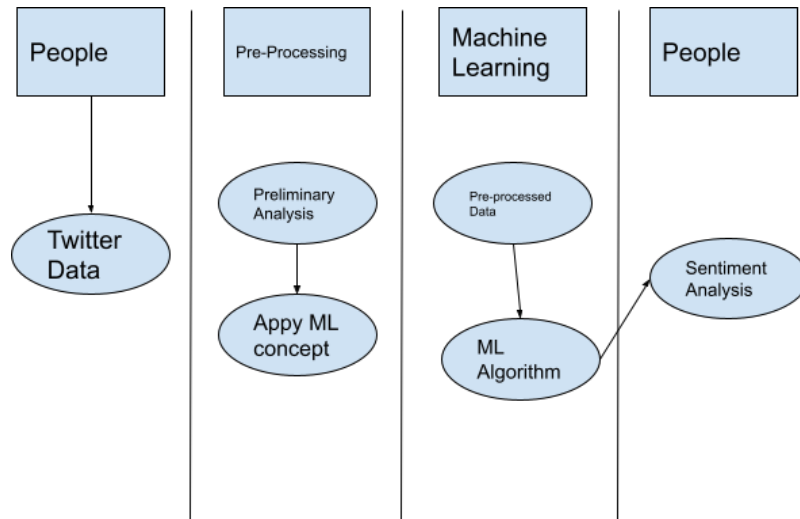 People
Pre-Processing
Machine
Learning
People
Twitter
Data
Preliminary
Analysis
Appy ML
concept
Pre-processed
Data
ML
Algorithm
Sentiment
Analysis